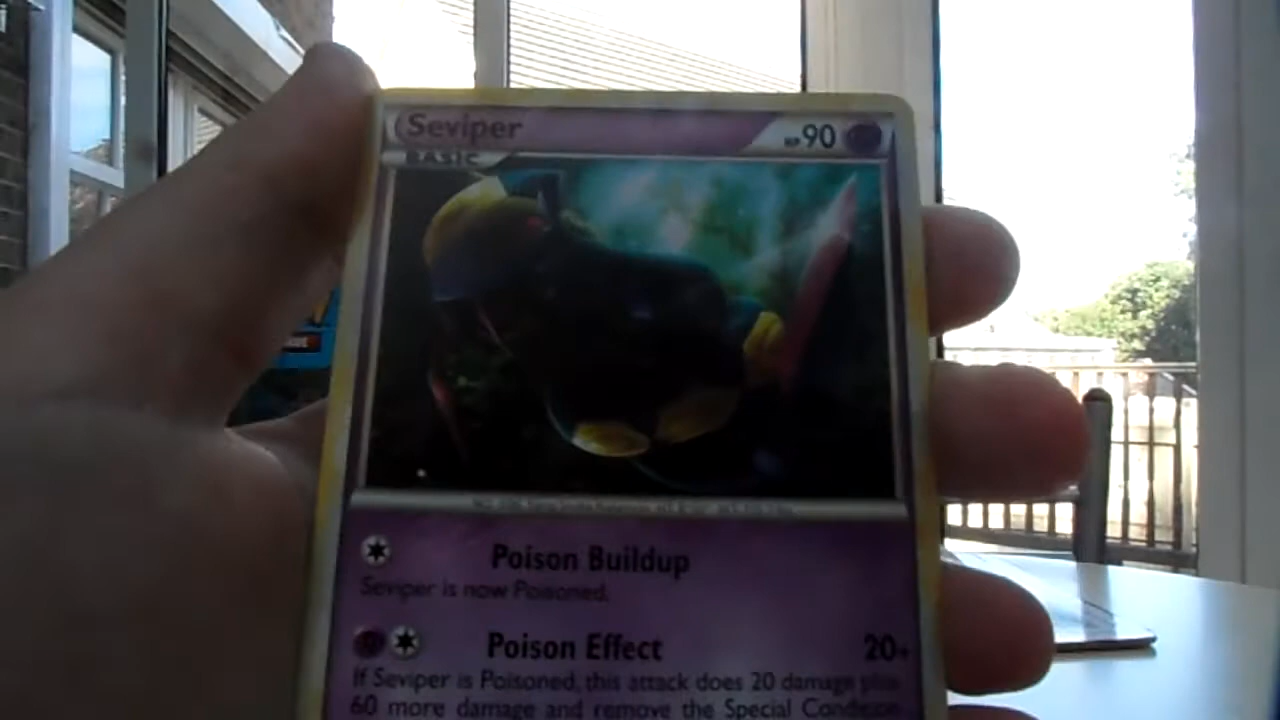 Seviper
HP 90
BASIC
Poison Buildup
Seviper is now Poisoned.
Poison Effect 20+
If Seviper is Poisoned, this attack does 20 damage plus
60 more damage and remove the Special Condition